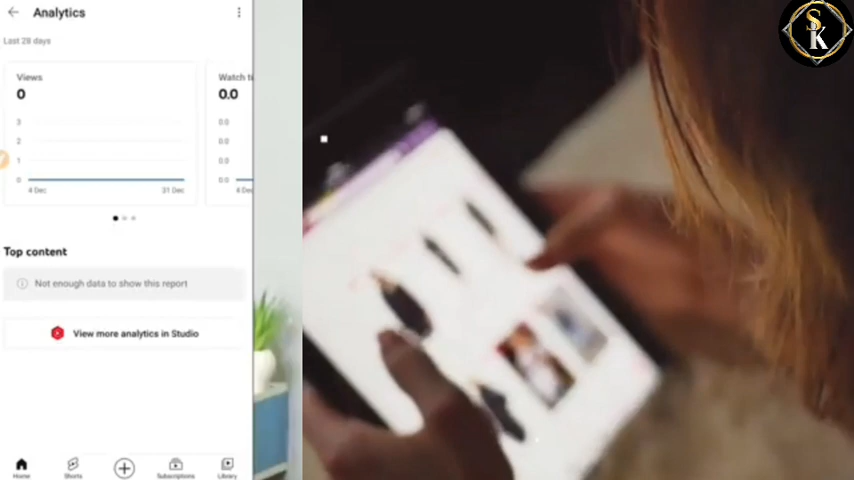 Analytics
Last 28 days
Views
0
Watch t
0.0
3
2
1
0
4 Dec
31 Dec
0.0
0.0
0.0
0.0
4 Dec
Top content
Not enough data to show this report
View more analytics in Studio
Home
Shorts
Subscriptions
Library
SK